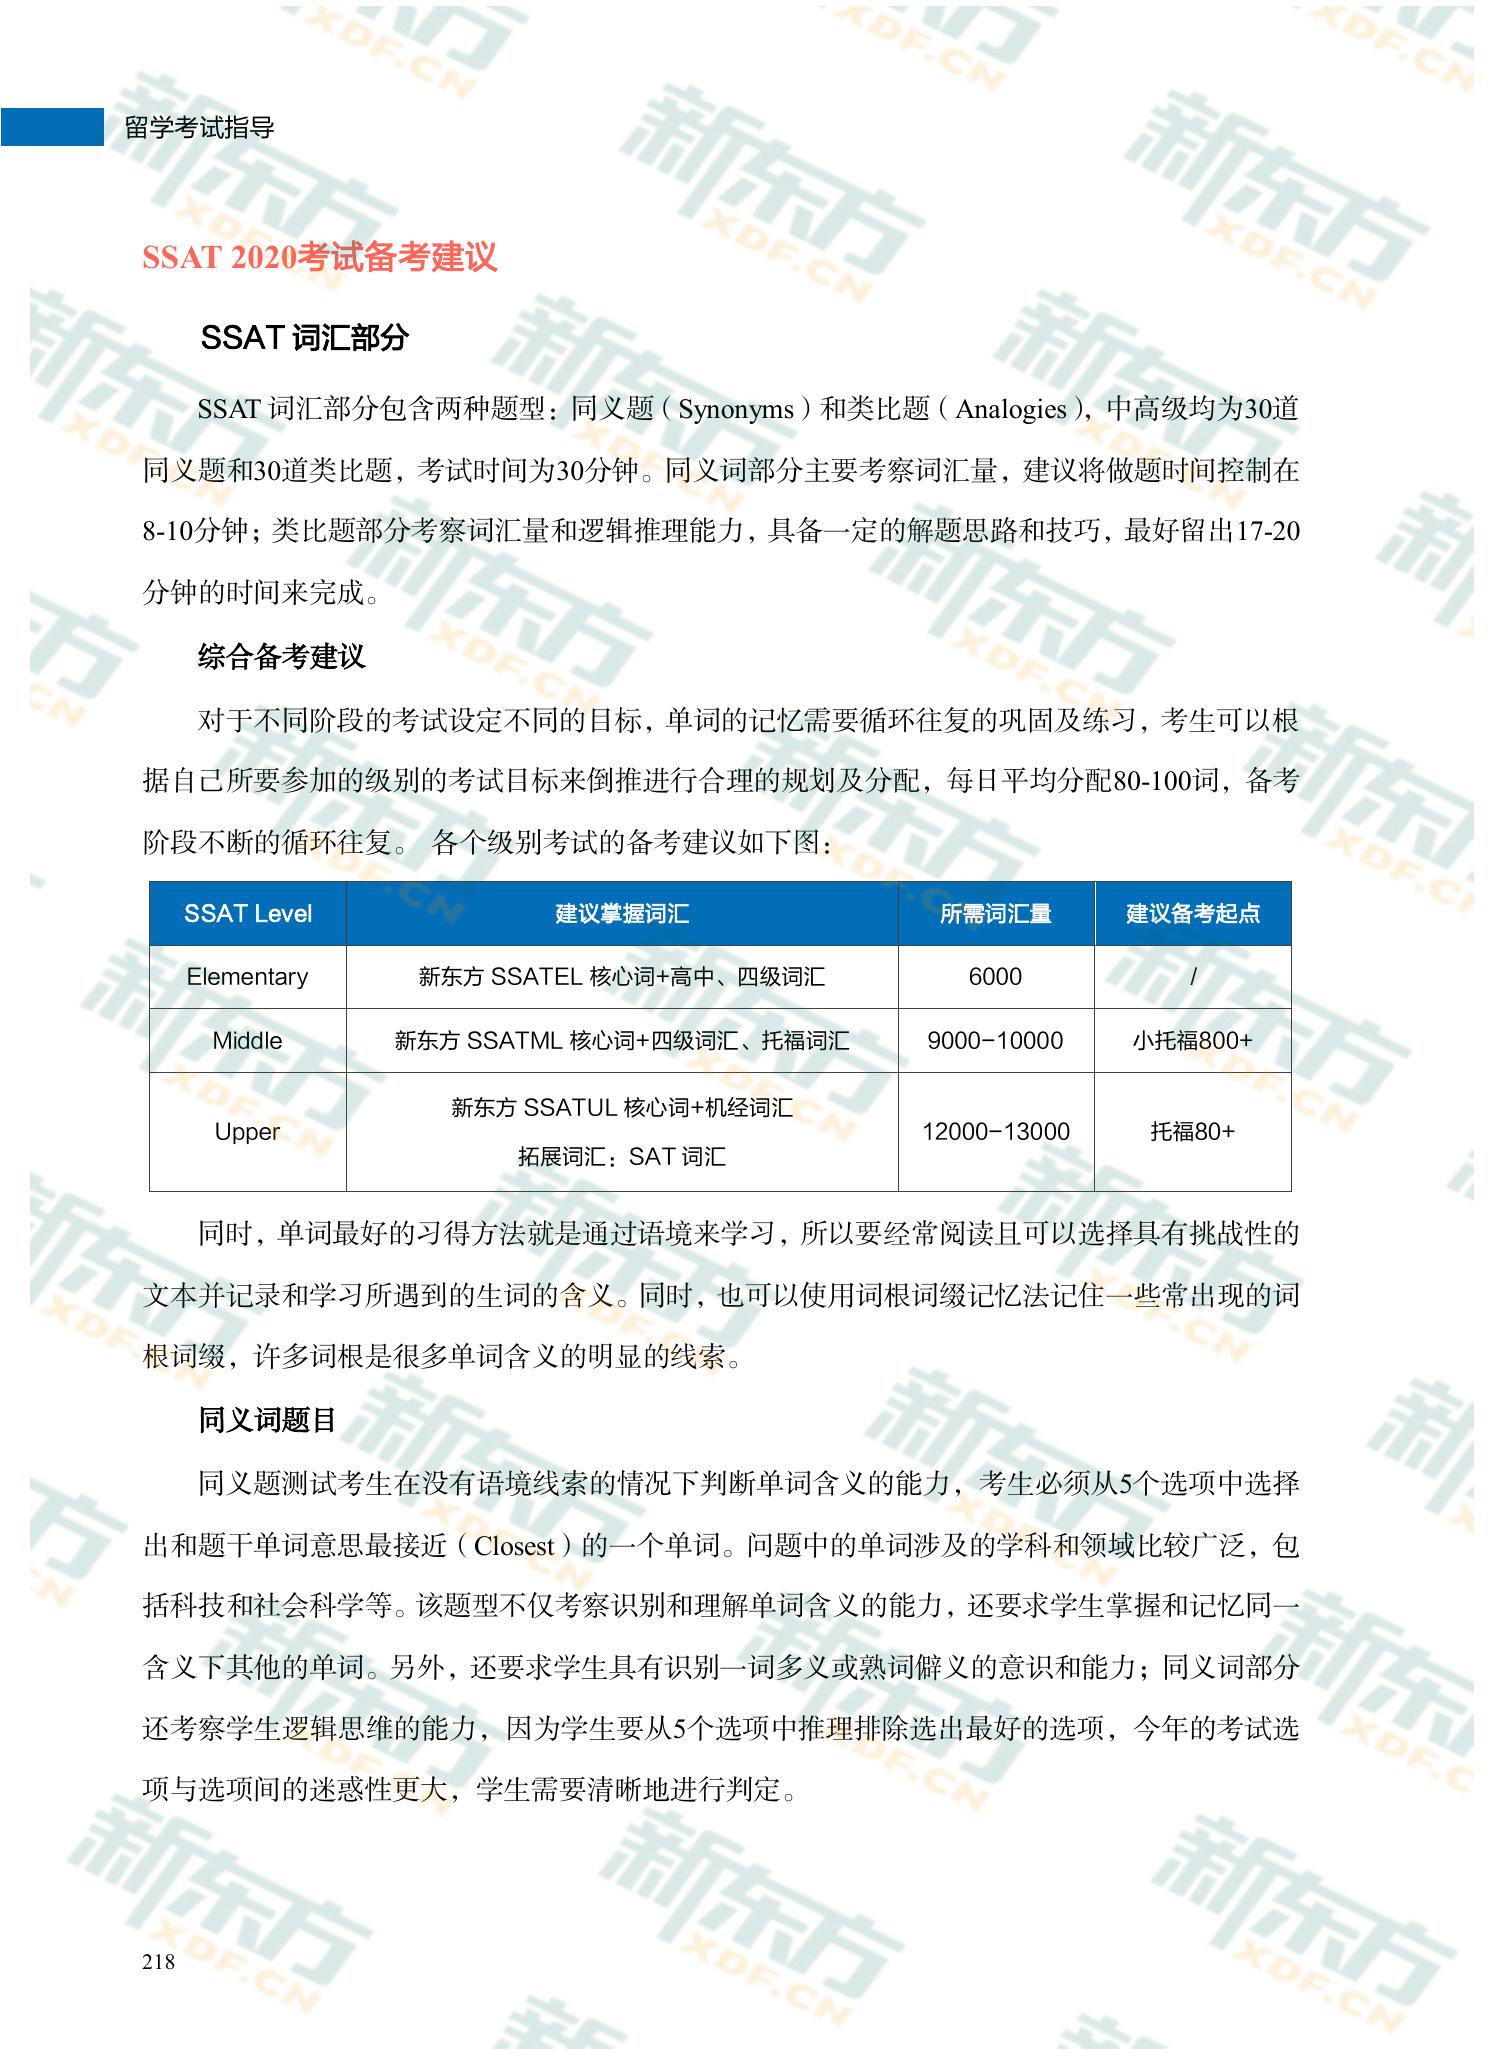 留学考试指导
SSAT 2020考试备考建议
SSAT 词汇部分
SSAT 词汇部分包含两种题型：同义题（Synonyms）和类比题（Analogies），中高级均为30道
同义题和30道类比题，考试时间为30分钟。同义词部分主要考察词汇量，建议将做题时间控制在
8-10分钟；类比题部分考察词汇量和逻辑推理能力，具备一定的解题思路和技巧，最好留出17-20
分钟的时间来完成。
综合备考建议
对于不同阶段的考试设定不同的目标，单词的记忆需要循环往复的巩固及练习，考生可以根
据自己所要参加的级别的考试目标来倒推进行合理的规划及分配，每日平均分配80-100词，备考
阶段不断的循环往复。 各个级别考试的备考建议如下图：
SSAT Level 建议掌握词汇 所需词汇量 建议备考起点
Elementary 新东方 SSATEL 核心词+高中、四级词汇 6000 /
Middle 新东方 SSATML 核心词+四级词汇、托福词汇 9000-10000 小托福800+
Upper 新东方 SSATUL 核心词+机经词汇 12000-13000 托福80+
拓展词汇：SAT 词汇
同时，单词最好的习得方法就是通过语境来学习，所以要经常阅读且可以选择具有挑战性的
文本并记录和学习所遇到的生词的含义。同时，也可以使用词根词缀记忆法记住一些常出现的词
根词缀，许多词根是很多单词含义的明显的线索。
同义词题目
同义题测试考生在没有语境线索的情况下判断单词含义的能力，考生必须从5个选项中选择
出和题干单词意思最接近（Closest）的一个单词。问题中的单词涉及的学科和领域比较广泛，包
括科技和社会科学等。该题型不仅考察识别和理解单词含义的能力，还要求学生掌握和记忆同一
含义下其他的单词。另外，还要求学生具有识别一词多义或熟词僻义的意识和能力；同义词部分
还考察学生逻辑思维的能力，因为学生要从5个选项中推理排除选出最好的选项，今年的考试选
项与选项间的迷惑性更大，学生需要清晰地进行判定。
218
新东方
XDF.CN